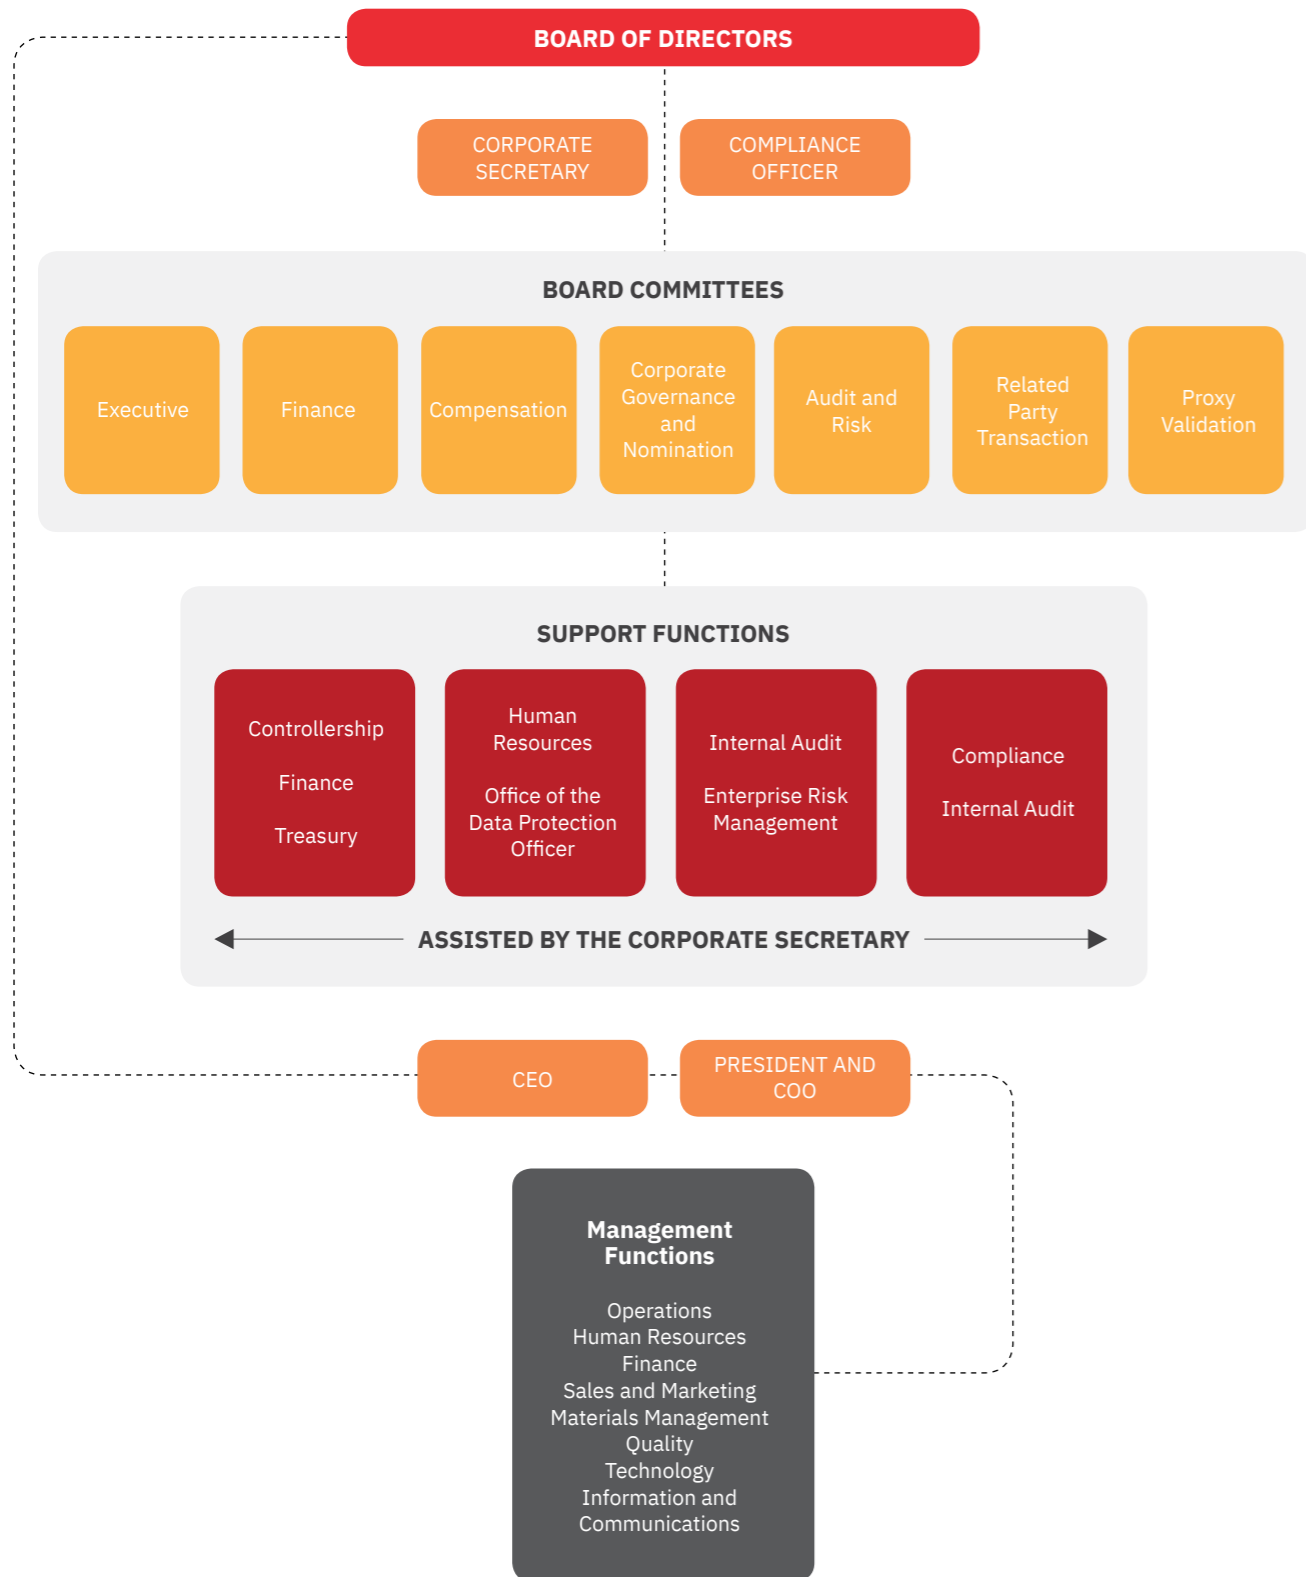 BOARD OF DIRECTORS
CORPORATE
SECRETARY
COMPLIANCE
OFFICER
BOARD COMMITTEES
Executive
Finance
Compensation
Corporate
Governance
and
Nomination
Audit and
Risk
Related
Party
Transaction
Proxy
Validation
SUPPORT FUNCTIONS
Controllership
Finance
Treasury
Human
Resources
Office of the
Data Protection
Officer
Internal Audit
Enterprise Risk
Management
Compliance
Internal Audit
ASSISTED BY THE CORPORATE SECRETARY
CEO
PRESIDENT AND
COO
Management
Functions
Operations
Human Resources
Finance
Sales and Marketing
Materials Management
Quality
Technology
Information and
Communications